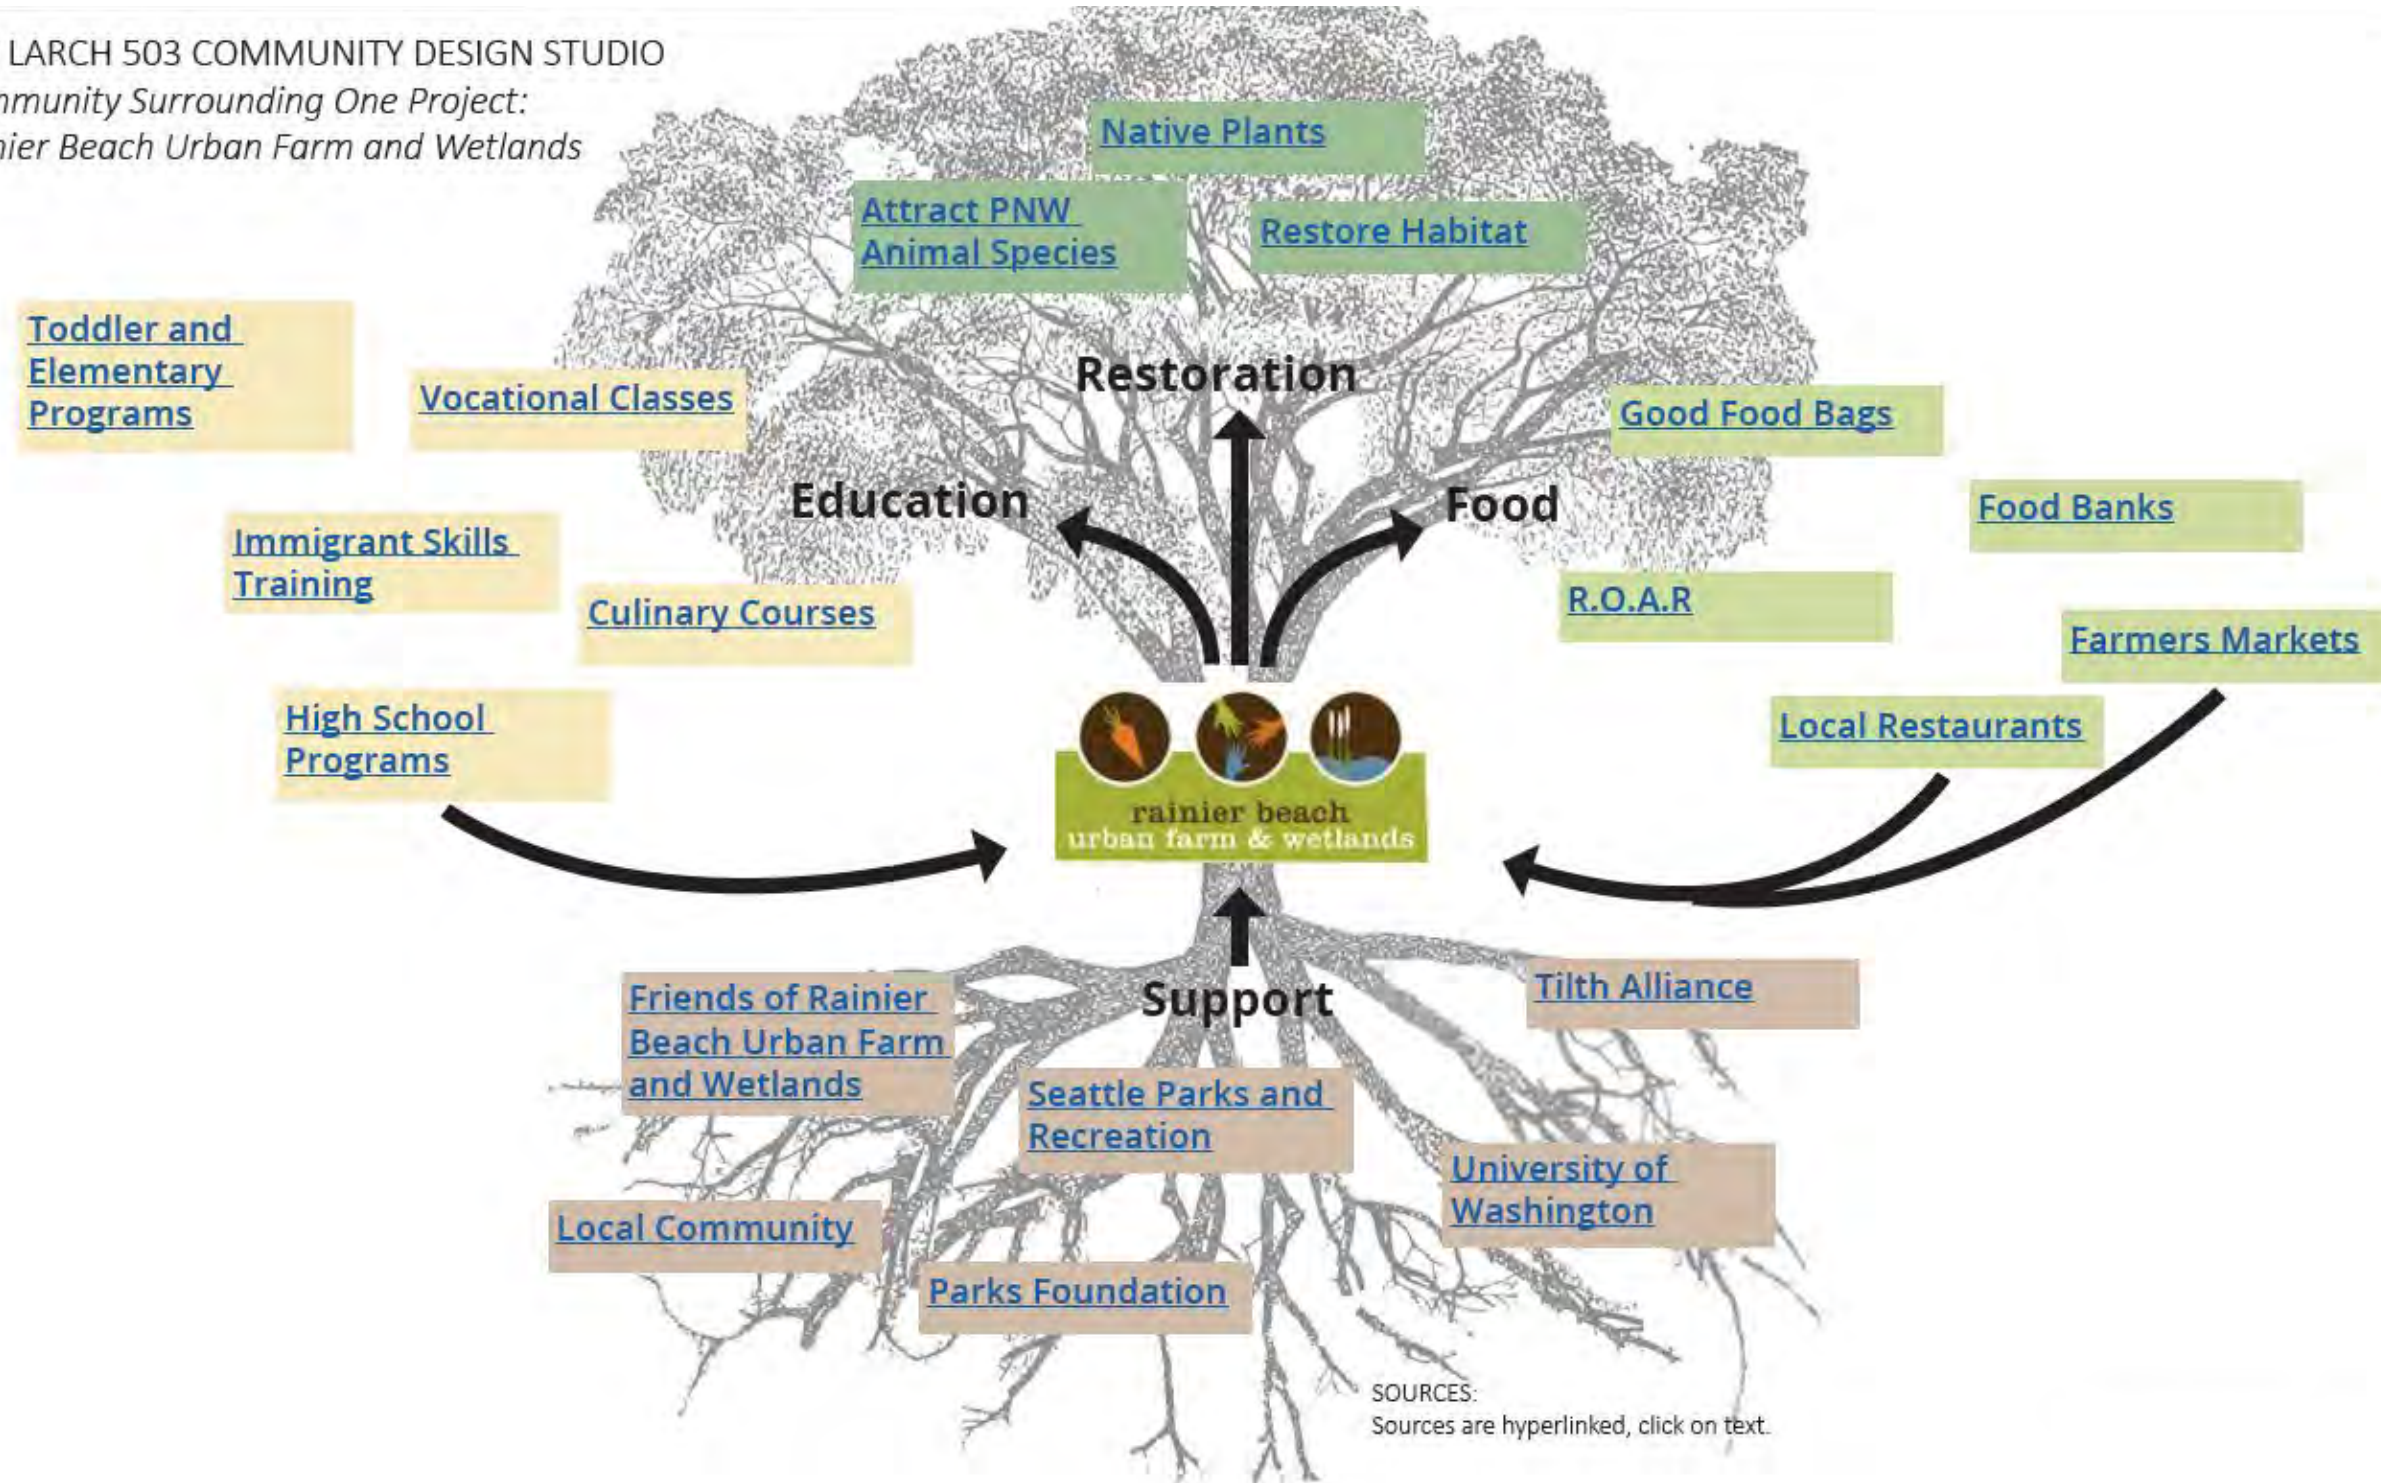 LARCH 503 COMMUNITY DESIGN STUDIO
mmunity Surrounding One Project:
nier Beach Urban Farm and Wetlands
Native Plants
Attract PNW
Animal Species
Restore Habitat
Toddler and
Elementary
Programs
Vocational Classes
Restoration
Good Food Bags
Education
Food
Food Banks
Immigrant Skills
Training
Culinary Courses
R.O.A.R
Farmers Markets
High School
Programs
Local Restaurants
rainier beach
urban farm & wetlands
Friends of Rainier
Beach Urban Farm
and Wetlands
Support
Tilth Alliance
Seattle Parks and
Recreation
University of
Washington
Local Community
Parks Foundation
SOURCES:
Sources are hyperlinked, click on text.